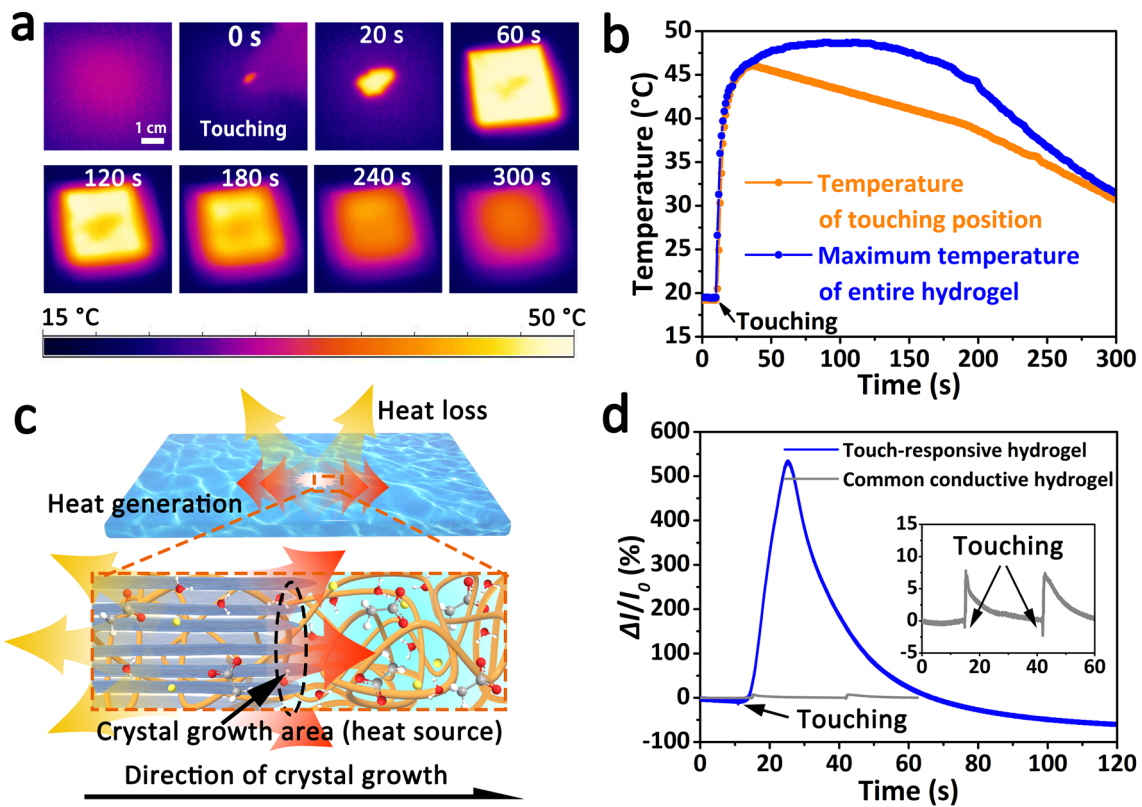 a
0 s
20 s
60 s
1 cm
Touching
120 s
180 s
240 s
300 s
15 °C
50 °C
b
50
45
40
35
30
25
20
15
Temperature (°C)
Temperature
of touching position
Maximum temperature
of entire hydrogel
Touching
0
50
100
150
200
250
300
Time (s)
c
Heat loss
Heat generation
Crystal growth area (heat source)
Direction of crystal growth
d
600
500
400
300
200
100
0
-100
ΔI/I0 (%)
Touch-responsive hydrogel
Common conductive hydrogel
15
10
5
0
-5
Touching
0
20
40
60
Touching
0
20
40
60
80
100
120
Time (s)